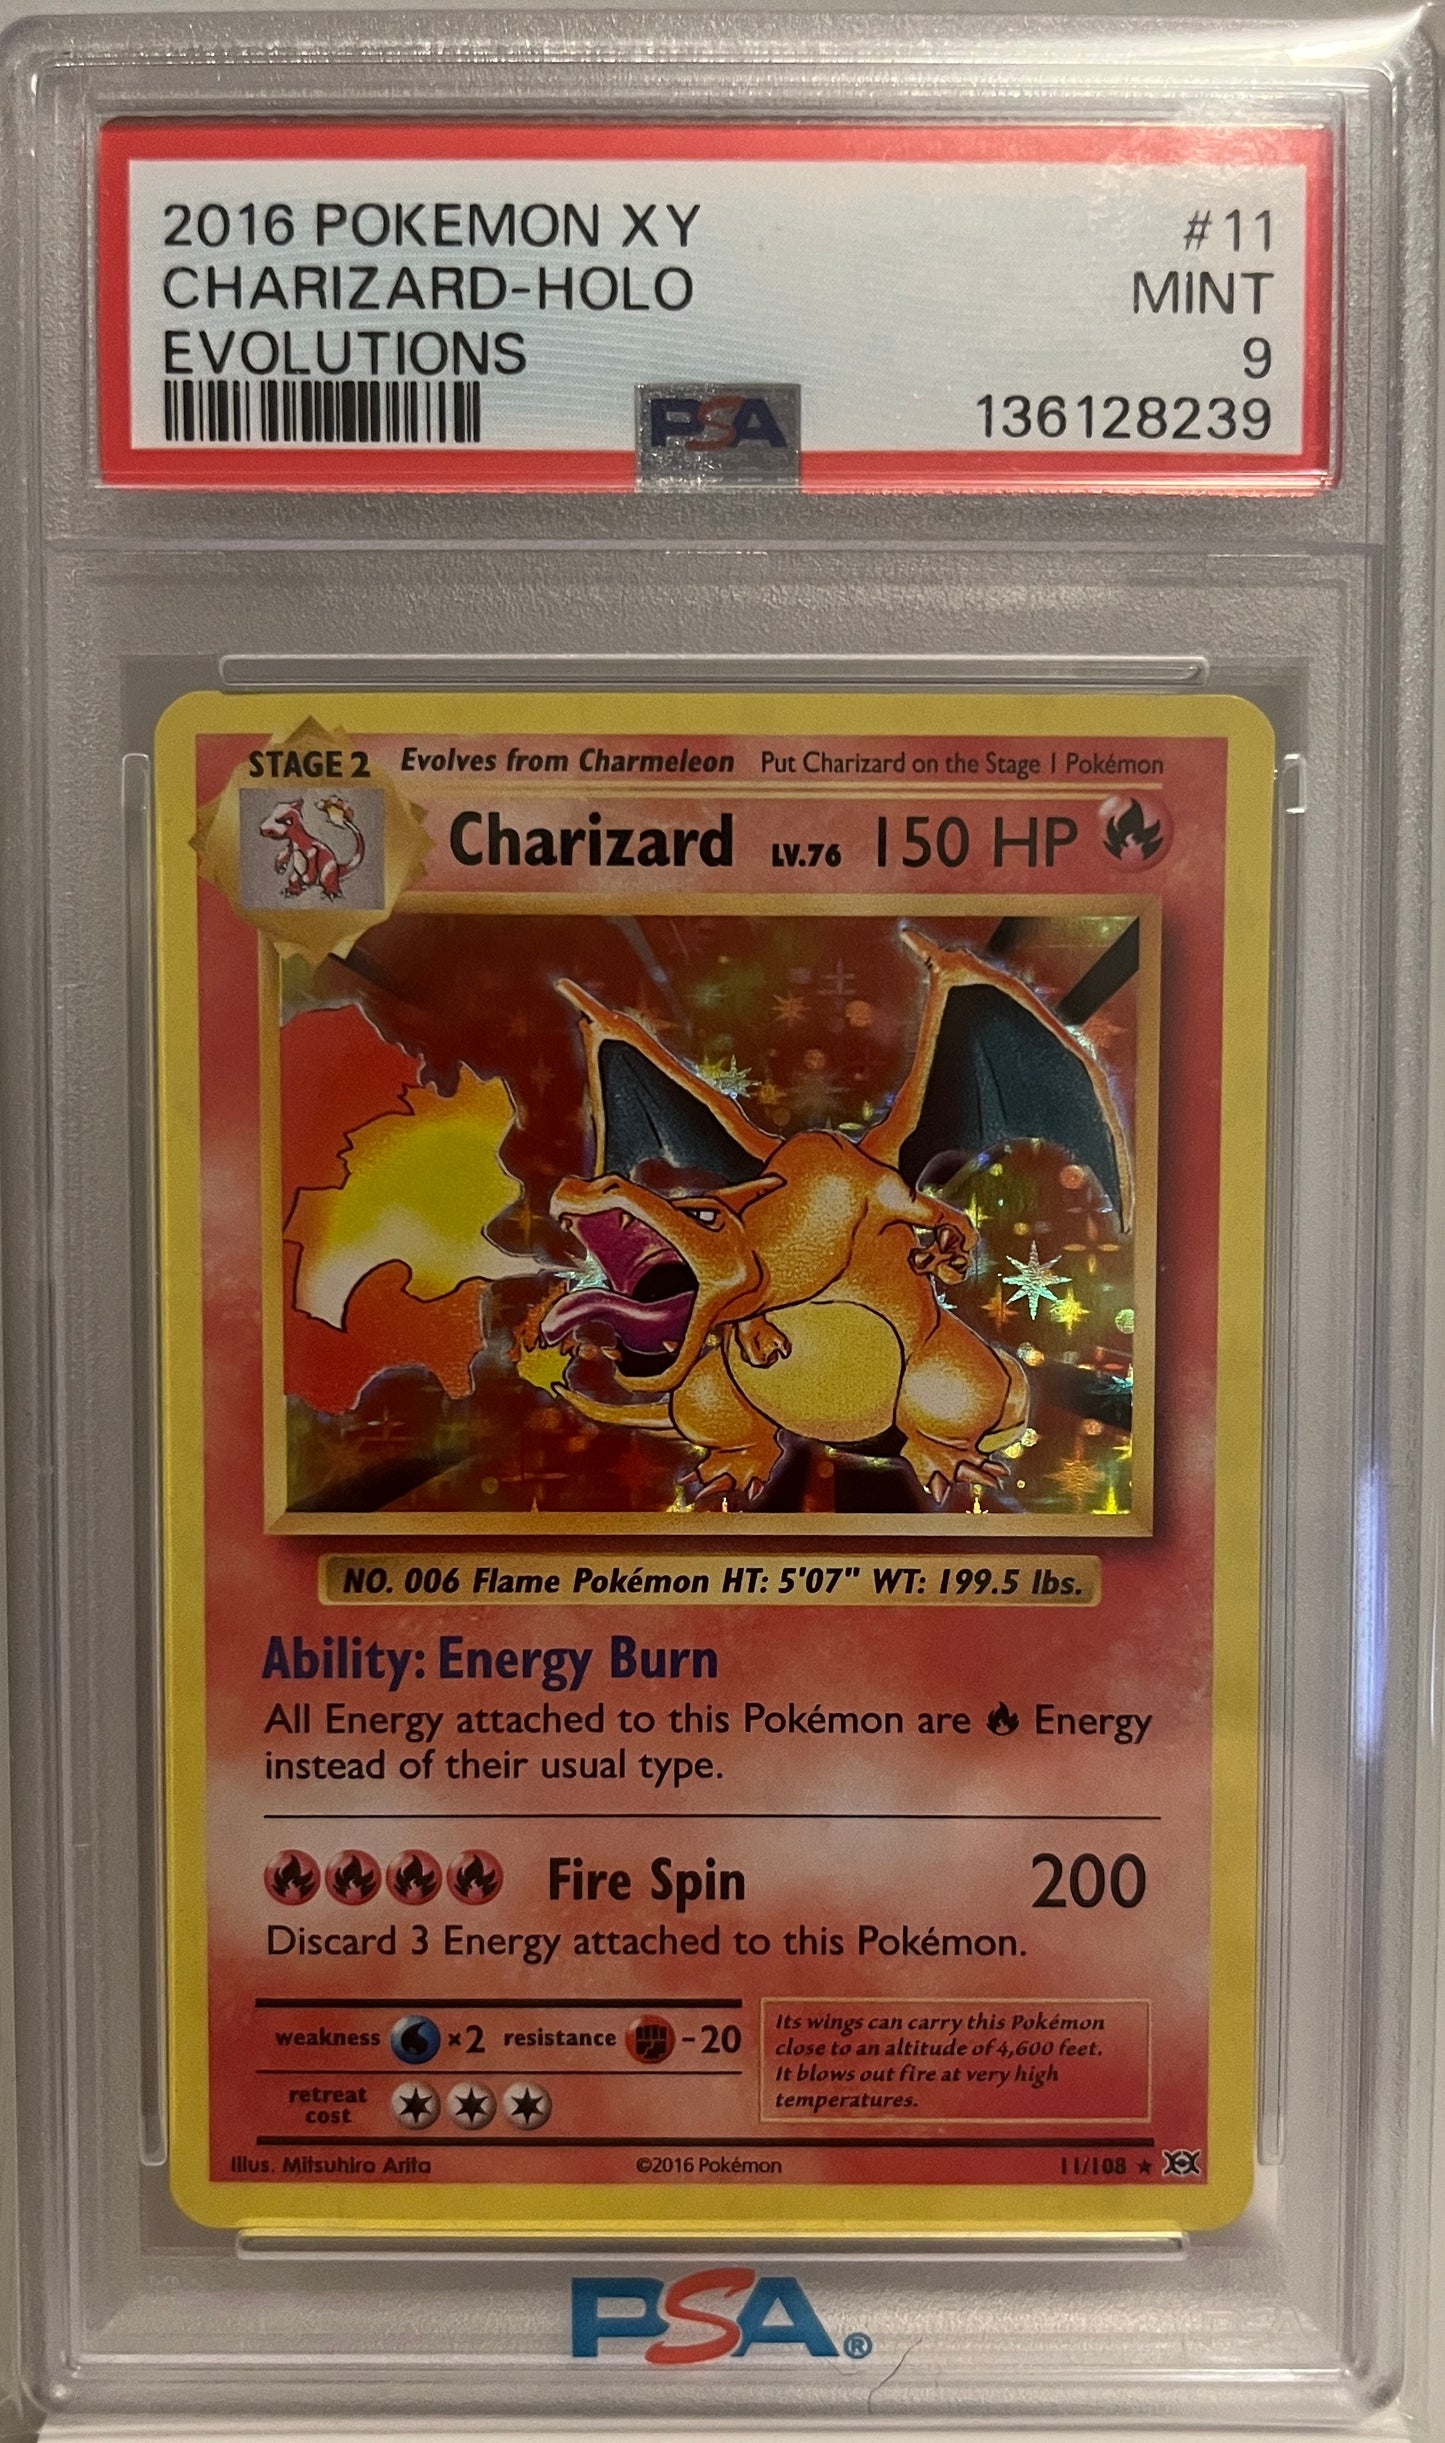 2016 POKEMON XY #11
CHARIZARD-HOLO MINT
EVOLUTIONS 9
PSA 136128239
STAGE 2 Evolves from Charmeleon Put Charizard on the Stage 1 Pokémon
Charizard LV.76 150 HP
NO. 006 Flame Pokémon HT: 5'07" WT: 199.5 lbs.
Ability: Energy Burn
All Energy attached to this Pokémon are Energy
instead of their usual type.
Fire Spin 200
Discard 3 Energy attached to this Pokémon.
weakness ×2 resistance -20
retreat
cost
Its wings can carry this Pokémon
close to an altitude of 4,600 feet.
It blows out fire at very high
temperatures.
Illus. Mitsuhiro Arita ©2016 Pokémon 11/108 ★
PSA®